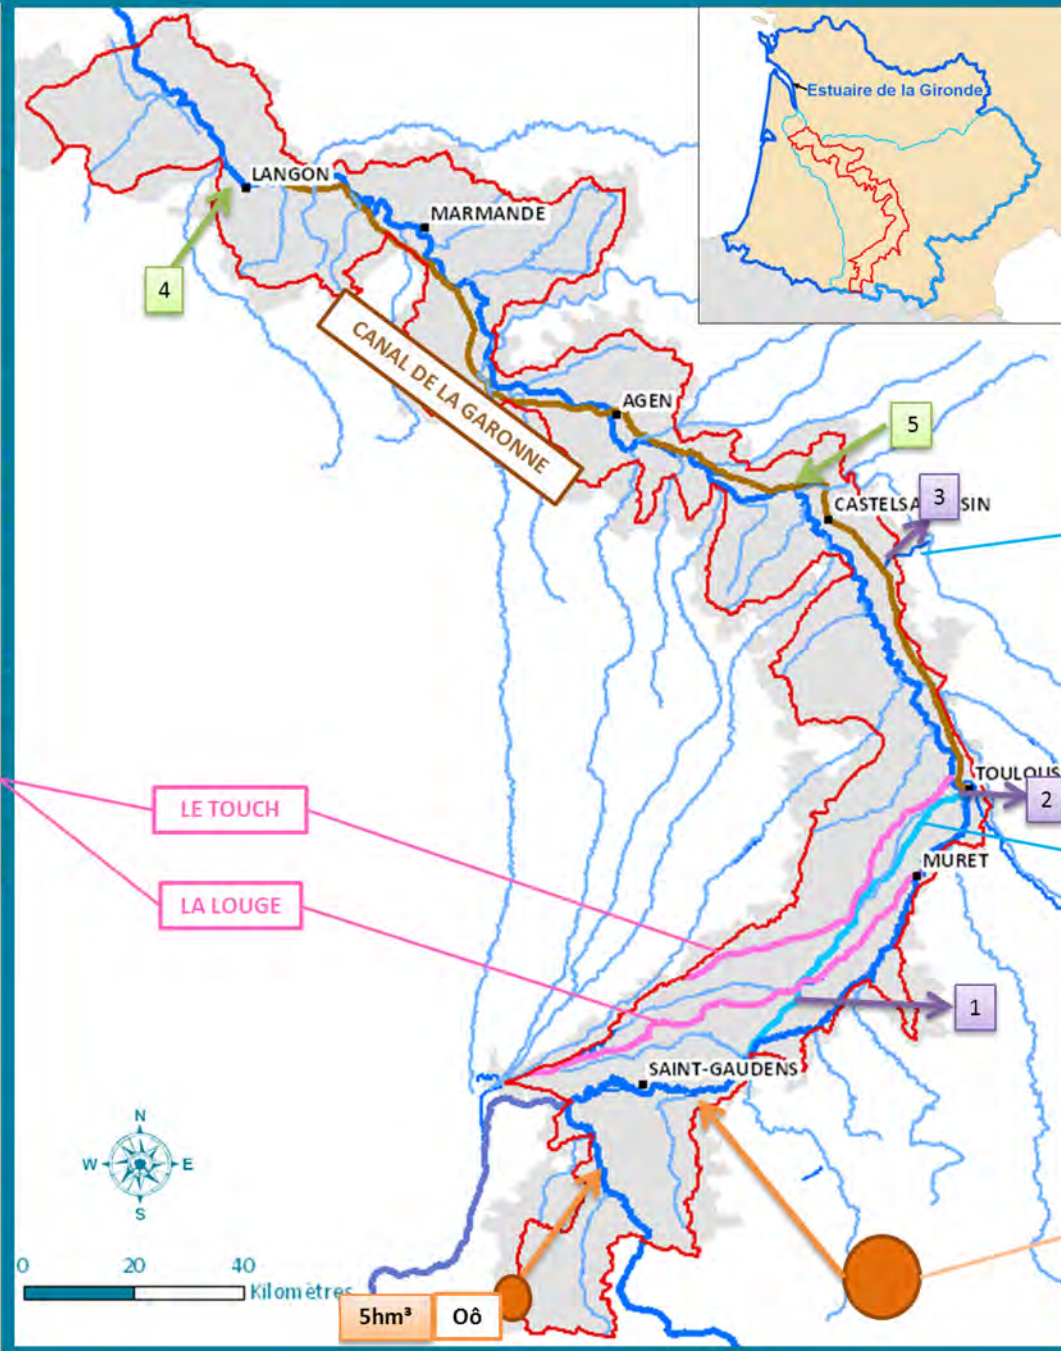 Estuaire de la Gironde
LANGON
MARMANDE
4
CANAL DE LA GARONNE
AGEN
5
3
CASTELSA SIN
TOULOUS
2
LE TOUCH
MURET
LA LOUGE
1
SAINT-GAUDENS
N
W E
S
0 20 40
Kilomètres
5hm³ Oô